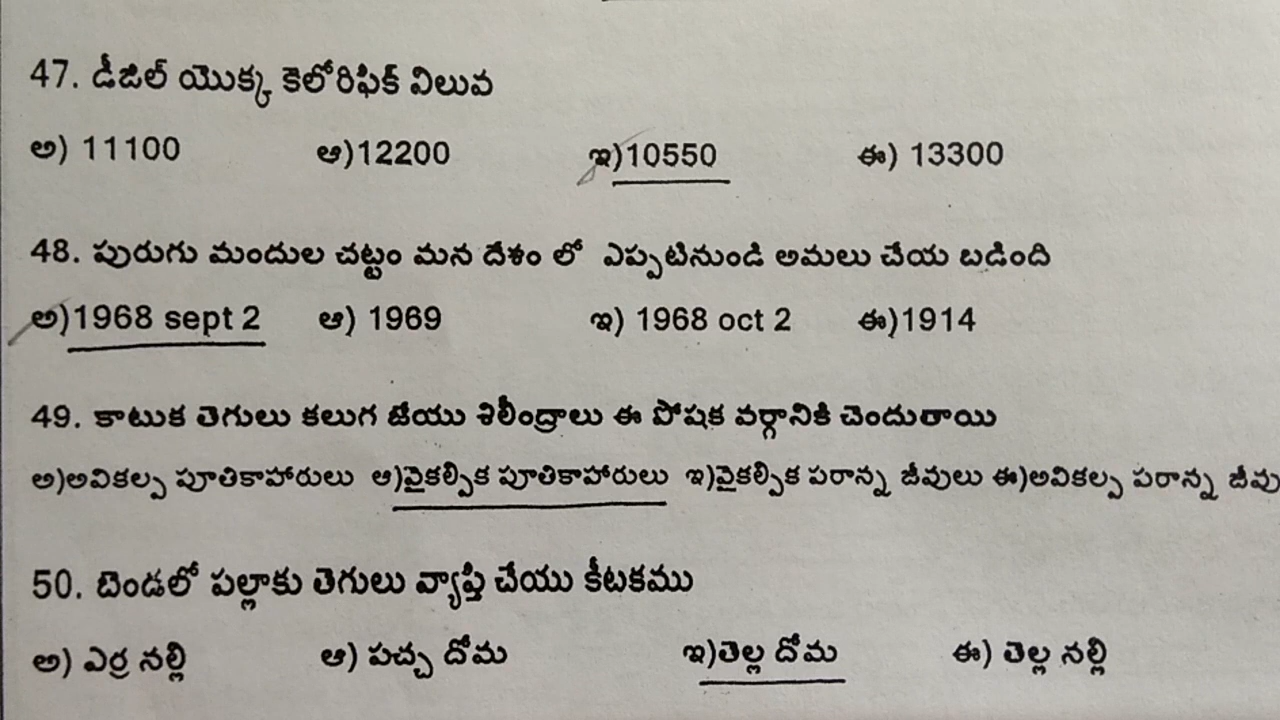 47. డీజిల్ యొక్క కెలోరిఫిక్ విలువ
అ) 11100 ఆ)12200 ఇ)10550 ఈ) 13300
48. పురుగు మందుల చట్టం మన దేశం లో ఎప్పటినుండి అమలు చేయ బడింది
అ)1968 sept 2 ఆ) 1969 ఇ) 1968 oct 2 ఈ)1914
49. కాటుక తెగులు కలుగ జేయు శిలీంద్రాలు ఈ పోషక వర్గానికి చెందుతాయి
అ)అవికల్ప పూతికాహారులు ఆ)వైకల్పిక పూతికాహారులు ఇ)వైకల్పిక పరాన్న జీవులు ఈ)అవికల్ప పరాన్న జీవు
50. బెండలో పల్లాకు తెగులు వ్యాప్తి చేయు కీటకము
అ) ఎర్ర నల్లి ఆ) పచ్చ దోమ ఇ)తెల్ల దోమ ఈ) తెల్ల నల్లి